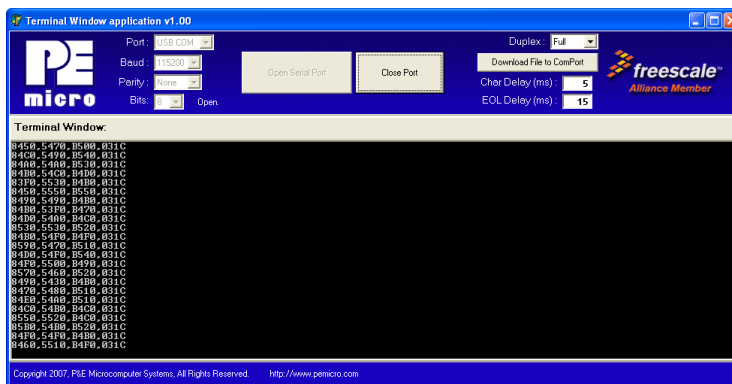 Terminal Window application v1.00
PE
micro
Port: USB COM
Baud: 115200
Parity: None
Bits: 8 Open.
Open Serial Port
Close Port
Duplex: Full
Download File to ComPort
Char Delay (ms): 5
EOL Delay (ms): 15
freescale™
Alliance Member
Terminal Window:
8450,5470,B500,031C
84C0,5490,B540,031C
84A0,54A0,B530,031C
84B0,54C0,B4D0,031C
83F0,5530,B4B0,031C
8450,5550,B550,031C
8490,5490,B4B0,031C
84B0,53F0,B470,031C
84D0,54A0,B4C0,031C
8530,5530,B520,031C
84B0,54F0,B4F0,031C
8590,5470,B510,031C
84D0,54F0,B540,031C
84F0,5500,B490,031C
8570,5460,B520,031C
8490,5430,B4B0,031C
8470,5480,B510,031C
84E0,54A0,B510,031C
84C0,54B0,B4C0,031C
8550,5520,B4C0,031C
85B0,54B0,B520,031C
84F0,54F0,B4B0,031C
8460,5510,B4F0,031C
Copyright 2007, P&E Microcomputer Systems, All Rights Reserved. http://www.pemicro.com